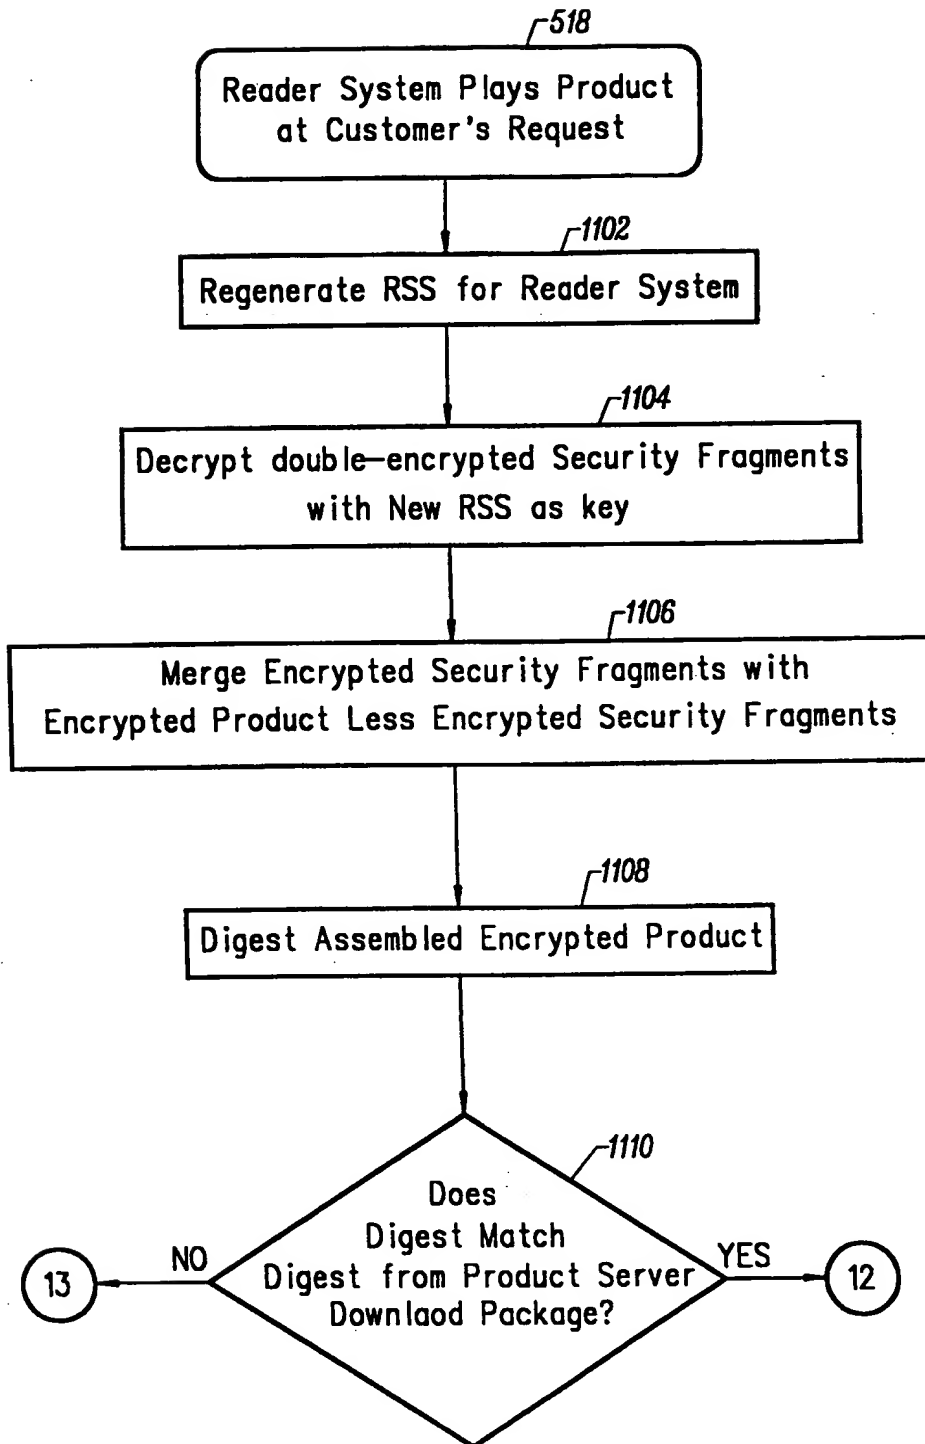 518
Reader System Plays Product
at Customer's Request
1102
Regenerate RSS for Reader System
1104
Decrypt double-encrypted Security Fragments
with New RSS as key
1106
Merge Encrypted Security Fragments with
Encrypted Product Less Encrypted Security Fragments
1108
Digest Assembled Encrypted Product
1110
Does
Digest Match
Digest from Product Server
Downlaod Package?
NO
YES
13
12